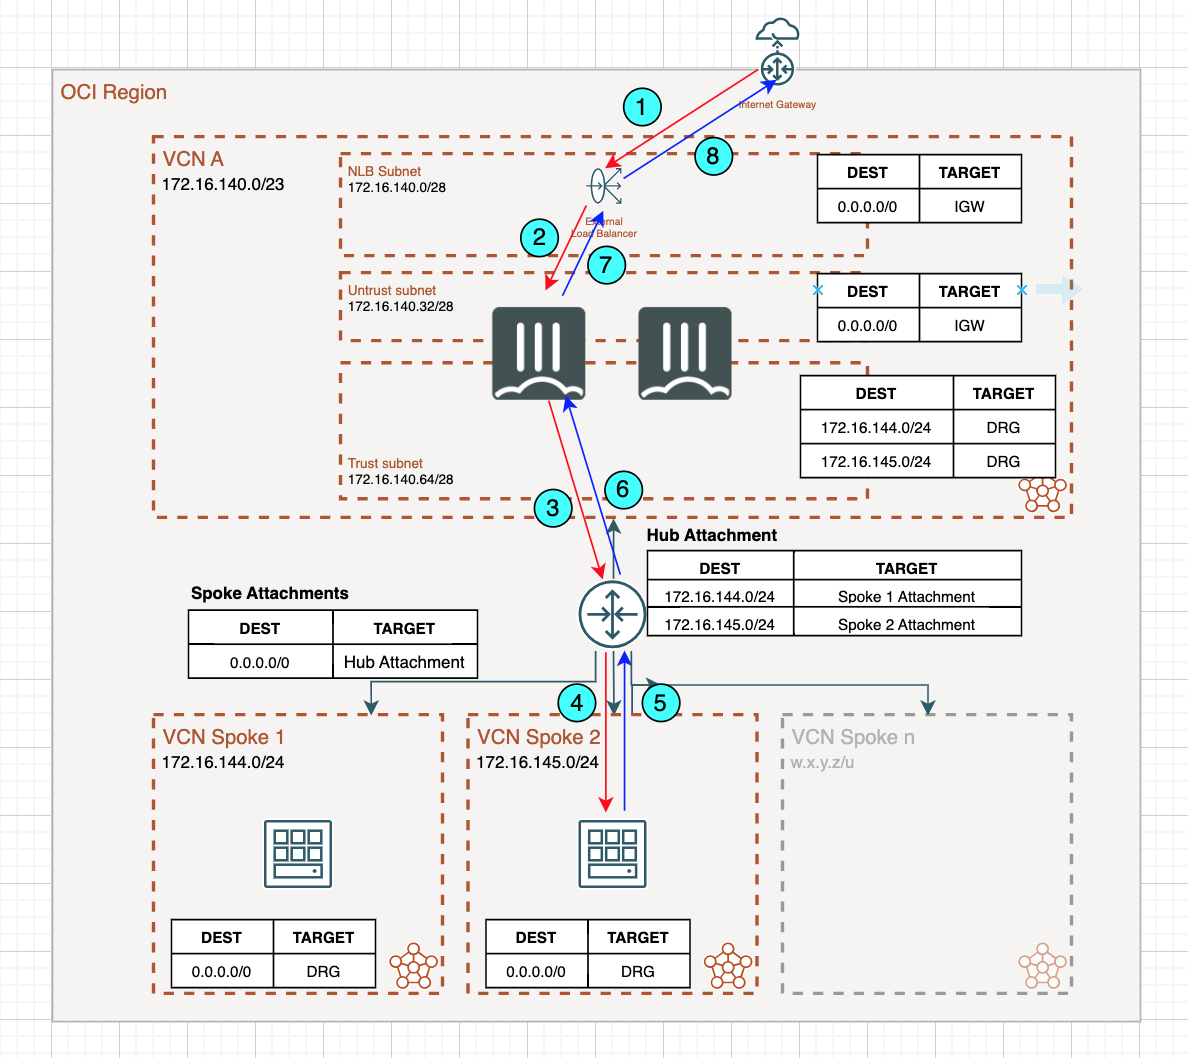 Internet Gateway
OCI Region
1
8
VCN A
172.16.140.0/23
NLB Subnet
172.16.140.0/28
DEST TARGET
0.0.0.0/0 IGW
External
Load Balancer
2
7
Untrust subnet
172.16.140.32/28
DEST TARGET
0.0.0.0/0 IGW
DEST TARGET
172.16.144.0/24 DRG
172.16.145.0/24 DRG
Trust subnet
172.16.140.64/28
3
6
Hub Attachment
DEST TARGET
172.16.144.0/24 Spoke 1 Attachment
172.16.145.0/24 Spoke 2 Attachment
Spoke Attachments
DEST TARGET
0.0.0.0/0 Hub Attachment
4
5
VCN Spoke 1
172.16.144.0/24
DEST TARGET
0.0.0.0/0 DRG
VCN Spoke 2
172.16.145.0/24
DEST TARGET
0.0.0.0/0 DRG
VCN Spoke n
w.x.y.z/u